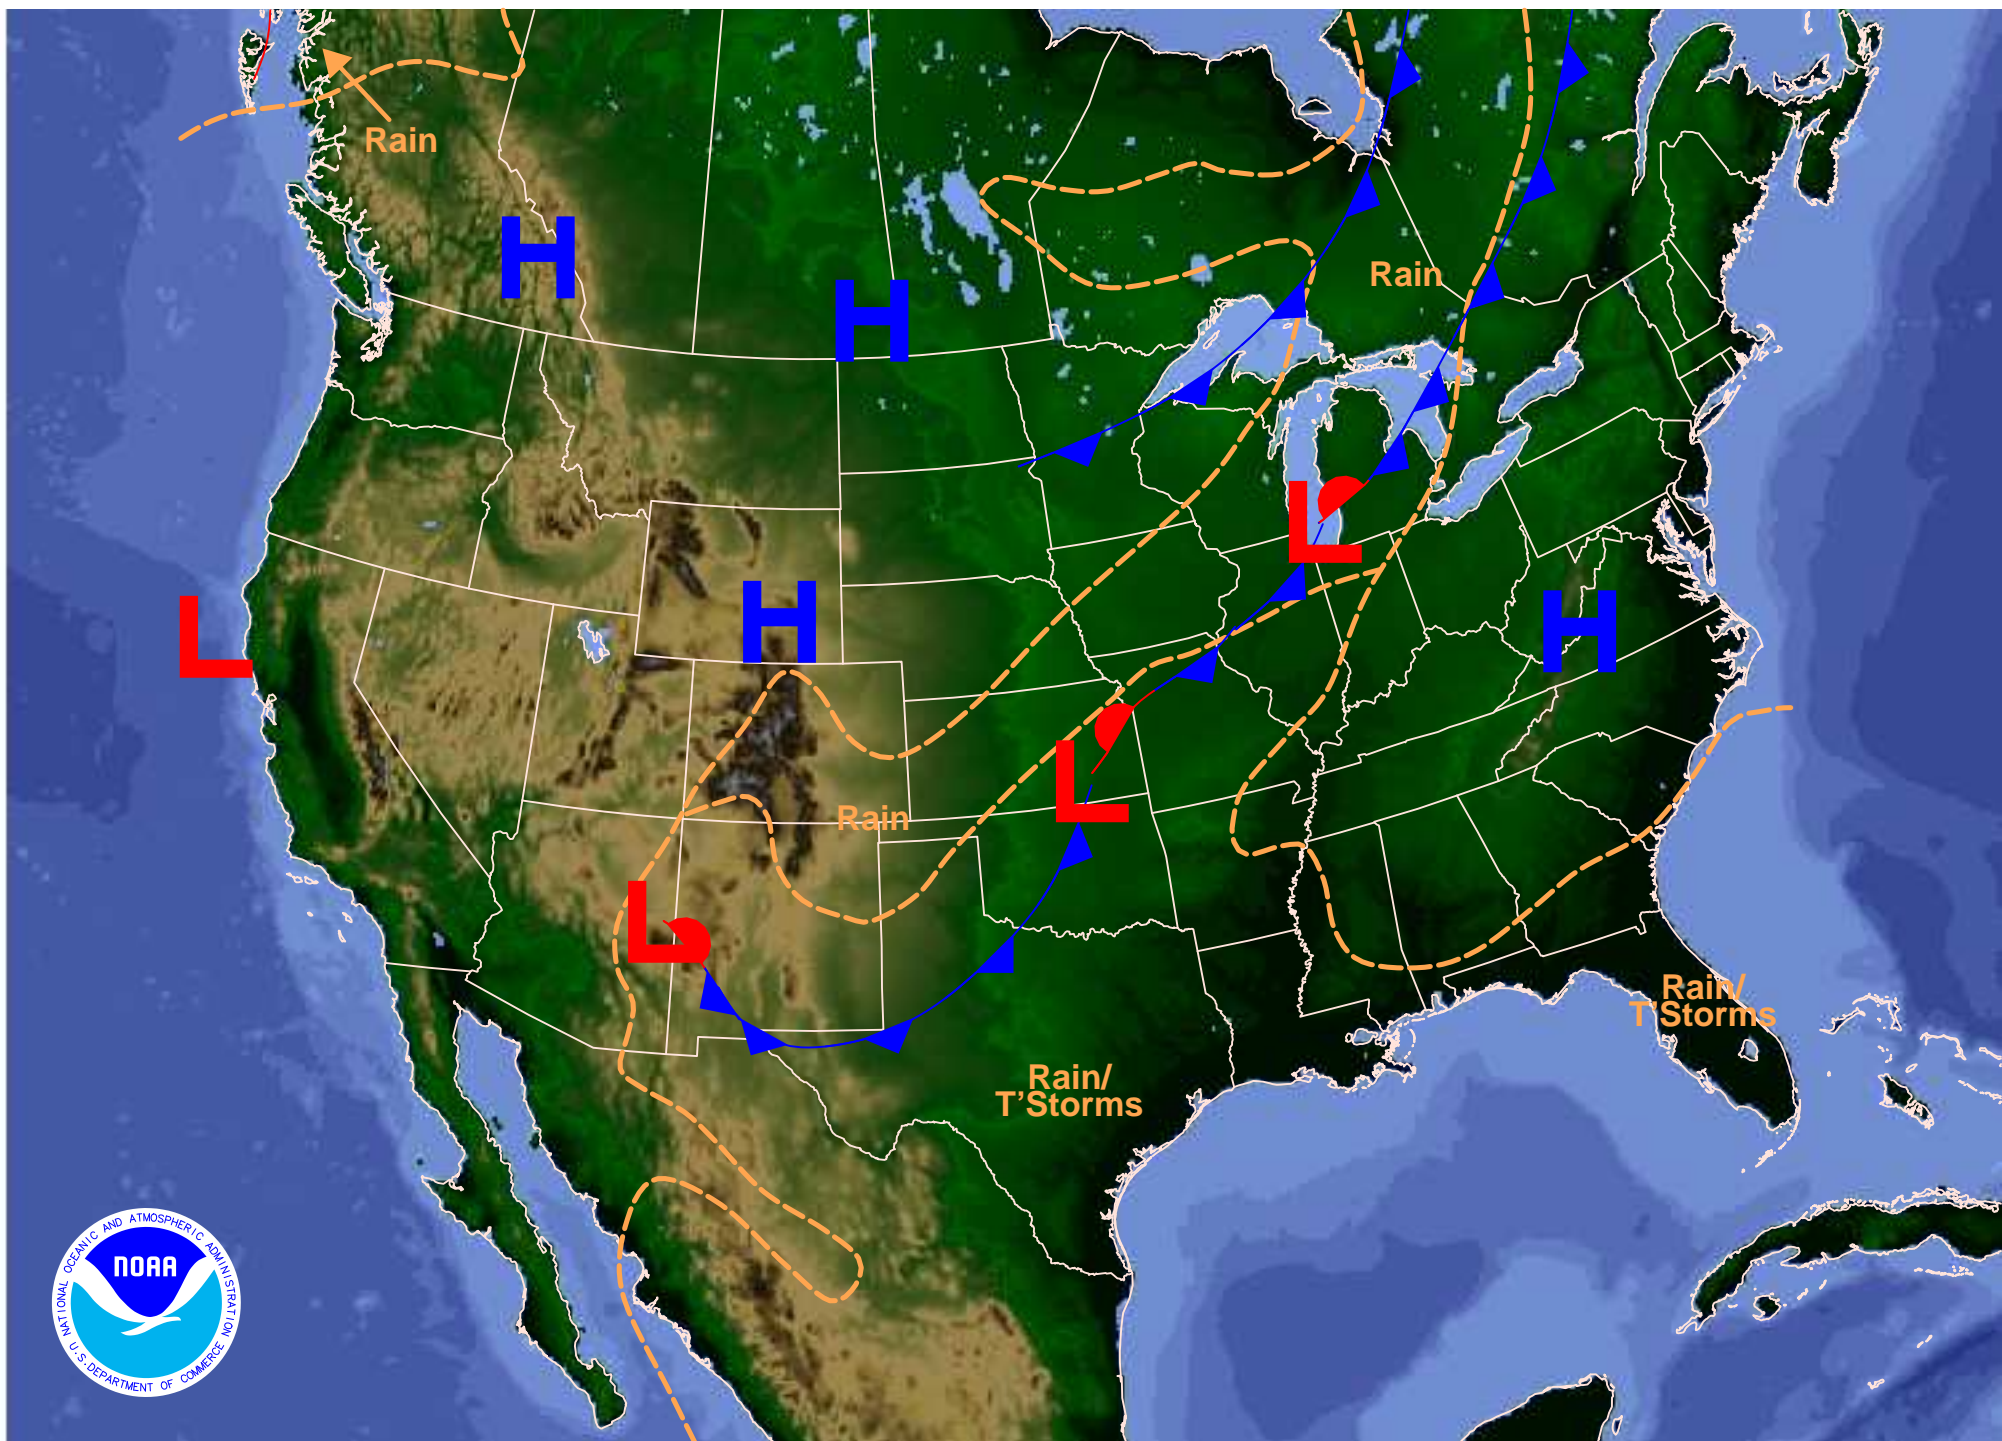 Rain
H
H
Rain
L
H
L
H
L
Rain
L
Rain/
T'Storms
Rain/
T'Storms
NATIONAL OCEANIC AND ATMOSPHERIC ADMINISTRATION
NOAA
U.S. DEPARTMENT OF COMMERCE